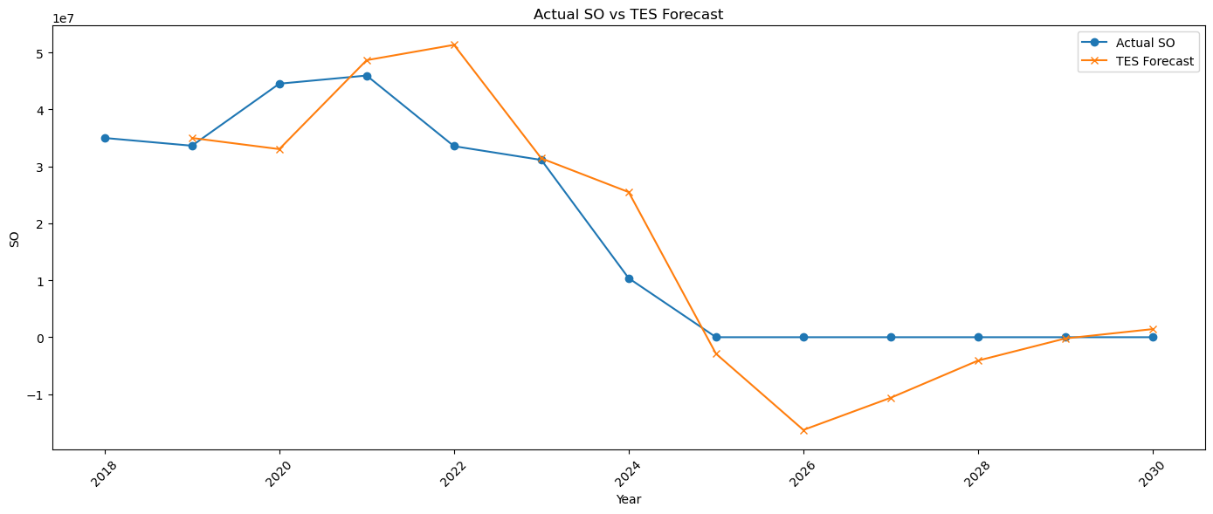 Actual SO vs TES Forecast
1e7
Actual SO
TES Forecast
5
4
3
2
1
0
−1
SO
2018
2020
2022
2024
2026
2028
2030
Year